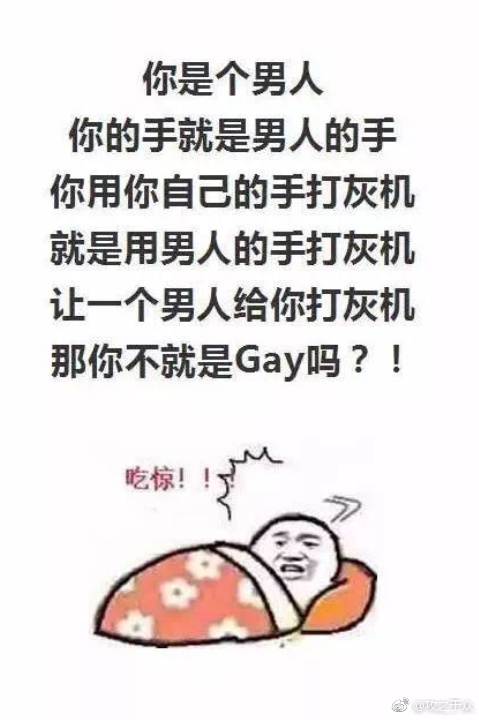 你是个男人
你的手就是男人的手
你用你自己的手打灰机
就是用男人的手打灰机
让一个男人给你打灰机
那你不就是Gay吗？！
吃惊！！！